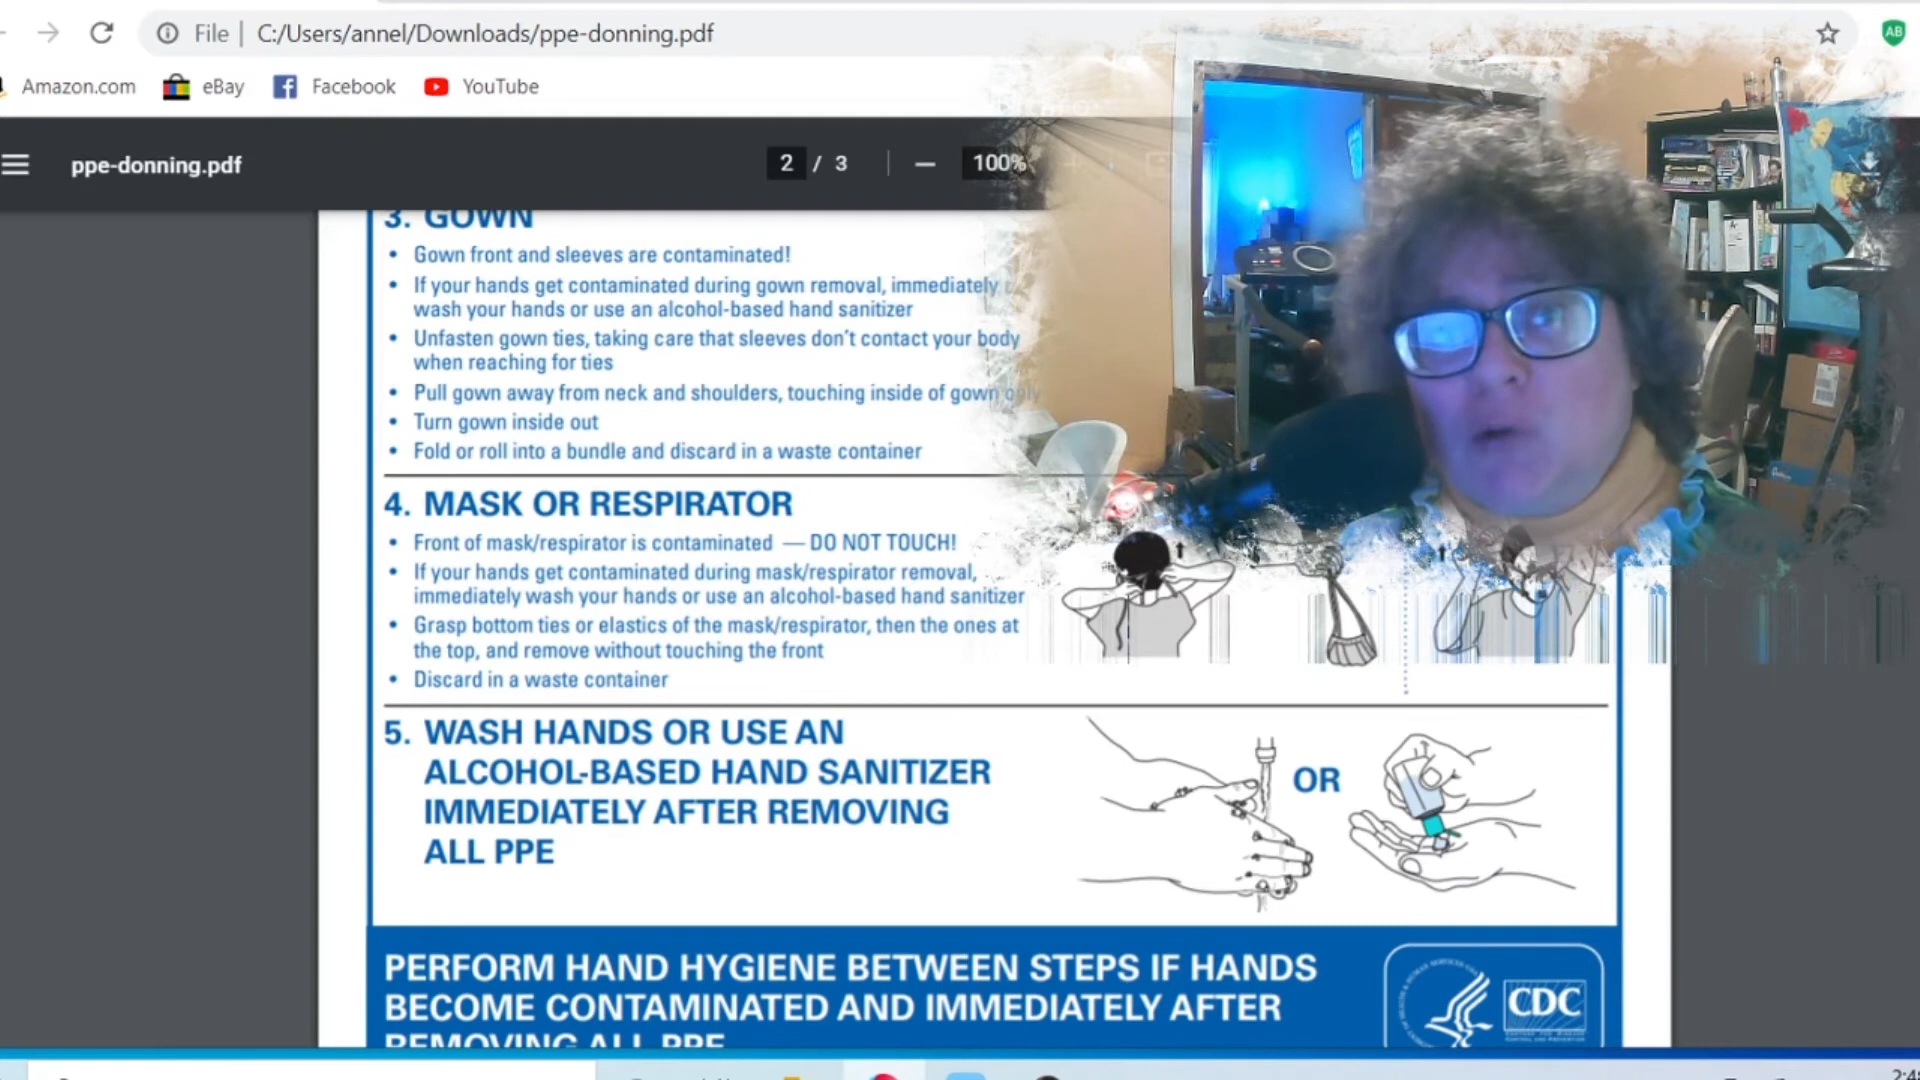 File | C:/Users/annel/Downloads/ppe-donning.pdf
AB
Amazon.com eBay Facebook YouTube
ppe-donning.pdf 2 / 3 — 100%
3. GOWN
• Gown front and sleeves are contaminated!
• If your hands get contaminated during gown removal, immediately
wash your hands or use an alcohol-based hand sanitizer
• Unfasten gown ties, taking care that sleeves don't contact your body
when reaching for ties
• Pull gown away from neck and shoulders, touching inside of gown only
• Turn gown inside out
• Fold or roll into a bundle and discard in a waste container
4. MASK OR RESPIRATOR
• Front of mask/respirator is contaminated — DO NOT TOUCH!
• If your hands get contaminated during mask/respirator removal,
immediately wash your hands or use an alcohol-based hand sanitizer
• Grasp bottom ties or elastics of the mask/respirator, then the ones at
the top, and remove without touching the front
• Discard in a waste container
5. WASH HANDS OR USE AN
ALCOHOL-BASED HAND SANITIZER
IMMEDIATELY AFTER REMOVING
ALL PPE
OR
PERFORM HAND HYGIENE BETWEEN STEPS IF HANDS
BECOME CONTAMINATED AND IMMEDIATELY AFTER
REMOVING ALL PPE
CDC